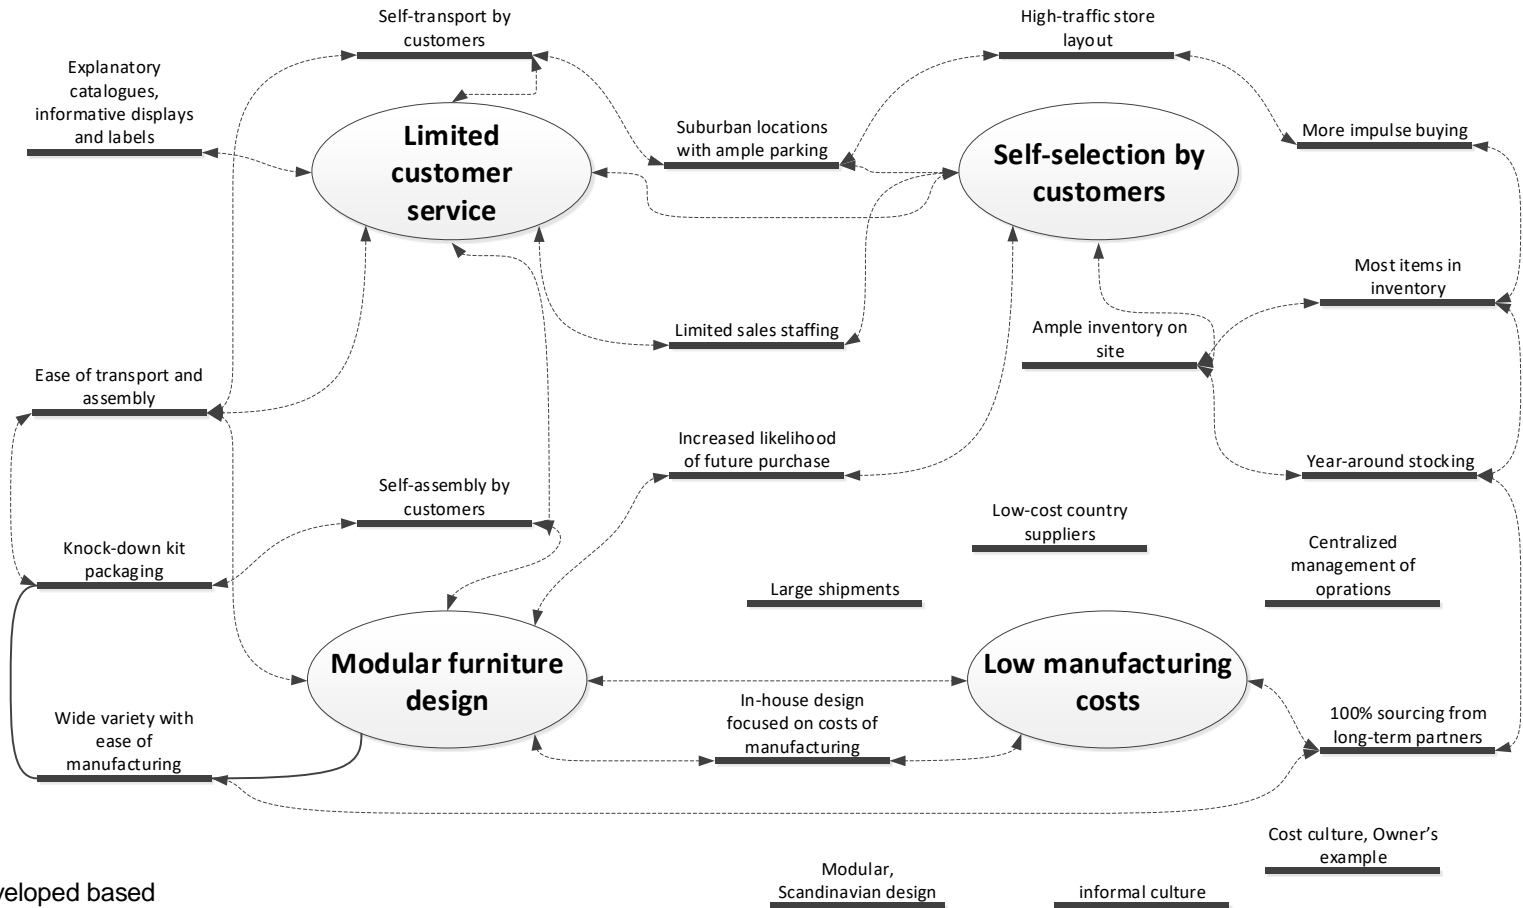 Self-transport by
customers
High-traffic store
layout
Explanatory
catalogues,
informative displays
and labels
Limited
customer
service
Suburban locations
with ample parking
Self-selection by
customers
More impulse buying
Most items in
inventory
Limited sales staffing
Ample inventory on
site
Ease of transport and
assembly
Increased likelihood
of future purchase
Year-around stocking
Self-assembly by
customers
Low-cost country
suppliers
Knock-down kit
packaging
Centralized
management of
oprations
Large shipments
Modular furniture
design
Low manufacturing
costs
Wide variety with
ease of
manufacturing
In-house design
focused on costs of
manufacturing
100% sourcing from
long-term partners
Cost culture, Owner’s
example
veloped based
Modular,
Scandinavian design
informal culture